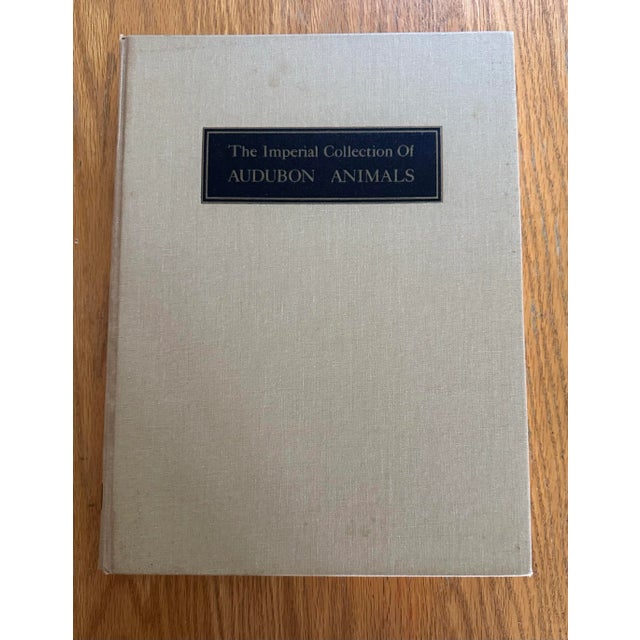 The Imperial Collection Of
AUDUBON ANIMALS